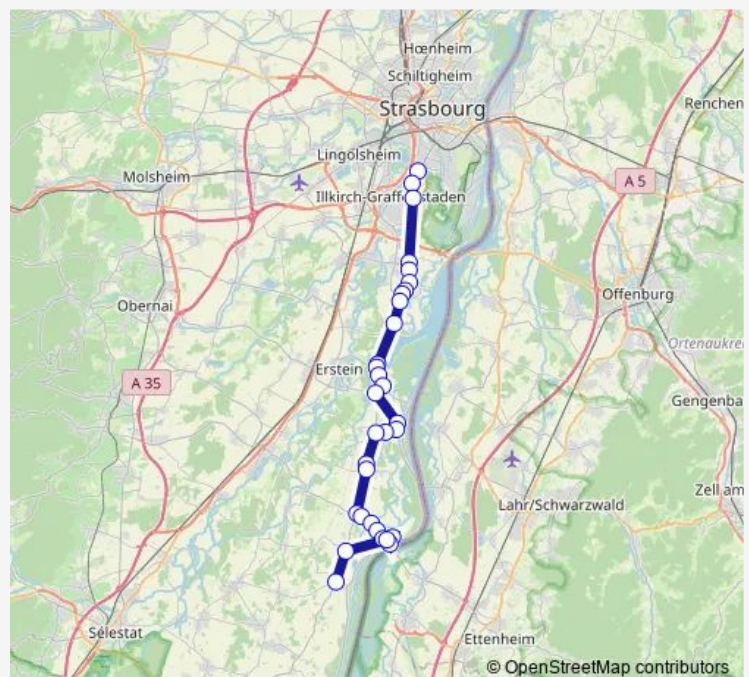 Hœnheim
Schiltigheim
Strasbourg
Renchen
Lingolsheim
Molsheim
A 5
Illkirch-Graffenstaden
Obernai
Offenburg
Ortenaukrei
Erstein
A 35
Gengenba
Zell am
Lahr/Schwarzwald
Sélestat
Ettenheim
© OpenStreetMap contributors